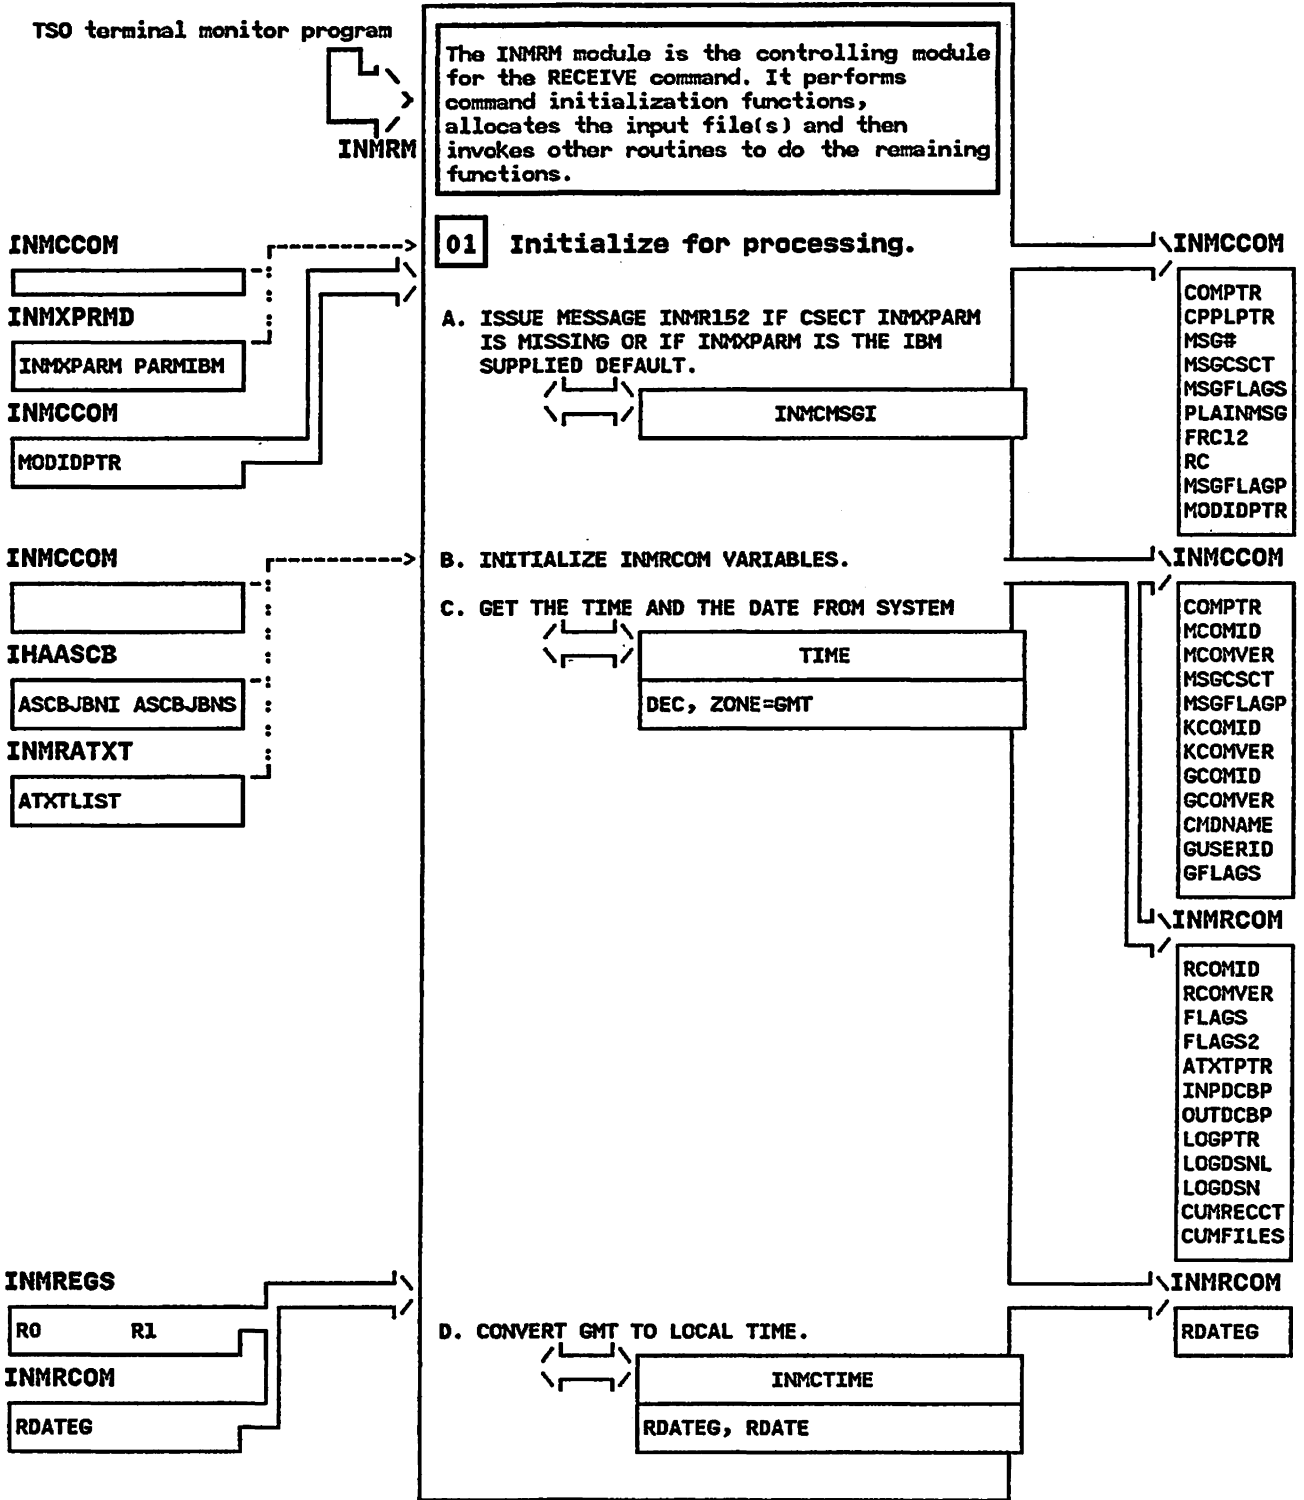 TSO terminal monitor program
INMRM
The INMRM module is the controlling module
for the RECEIVE command. It performs
command initialization functions,
allocates the input file(s) and then
invokes other routines to do the remaining
functions.
01 Initialize for processing.
INMCCOM
INMXPRMD
INMXPARM PARMIBM
INMCCOM
MODIDPTR
A. ISSUE MESSAGE INMR152 IF CSECT INMXPARM
IS MISSING OR IF INMXPARM IS THE IBM
SUPPLIED DEFAULT.
INMCMSGI
INMCCOM
COMPTR
CPPLPTR
MSG#
MSGCSCT
MSGFLAGS
PLAINMSG
FRC12
RC
MSGFLAGP
MODIDPTR
INMCCOM
IHAASCB
ASCBJBNI ASCBJBNS
INMRATXT
ATXTLIST
B. INITIALIZE INMRCOM VARIABLES.
C. GET THE TIME AND THE DATE FROM SYSTEM
TIME
DEC, ZONE=GMT
INMCCOM
COMPTR
MCOMID
MCOMVER
MSGCSCT
MSGFLAGP
KCOMID
KCOMVER
GCOMID
GCOMVER
CMDNAME
GUSERID
GFLAGS
INMRCOM
RCOMID
RCOMVER
FLAGS
FLAGS2
ATXTPTR
INPDCBP
OUTDCBP
LOGPTR
LOGDSNL
LOGDSN
CUMRECCT
CUMFILES
INMREGS
R0 R1
INMRCOM
RDATEG
D. CONVERT GMT TO LOCAL TIME.
INMCTIME
RDATEG, RDATE
INMRCOM
RDATEG